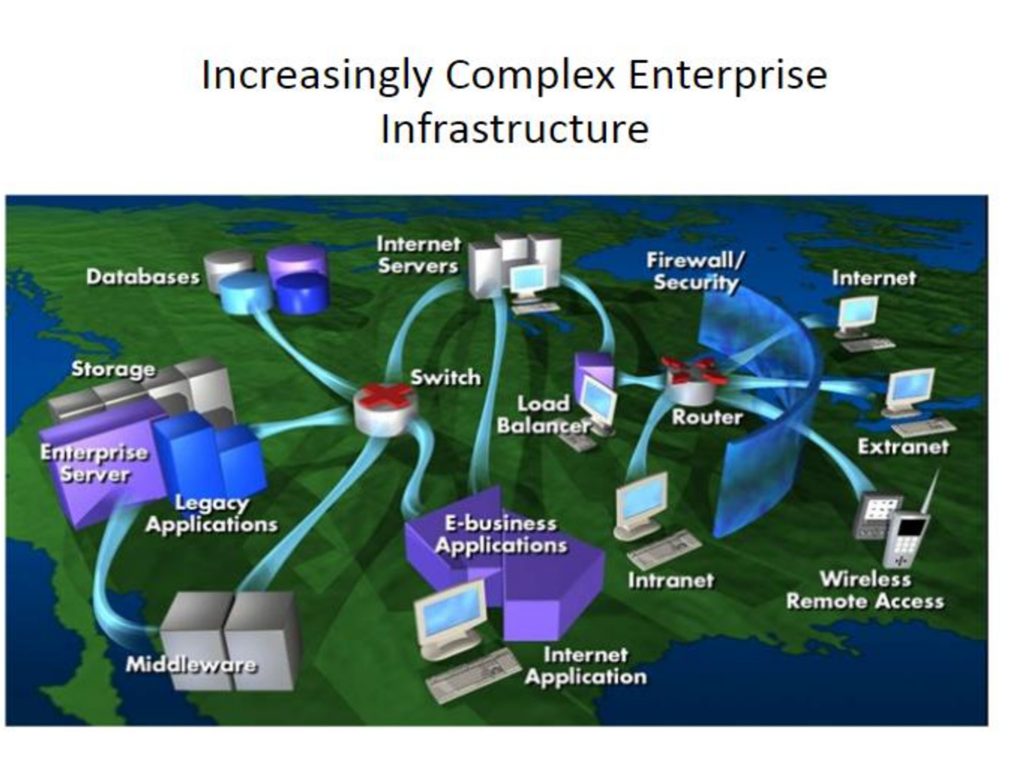 Increasingly Complex Enterprise
Infrastructure
Databases
Internet
Servers
Firewall/
Security
Internet
Storage
Switch
Load
Balancer
Router
Extranet
Enterprise
Server
Legacy
Applications
E-business
Applications
Intranet
Wireless
Remote Access
Middleware
Internet
Application